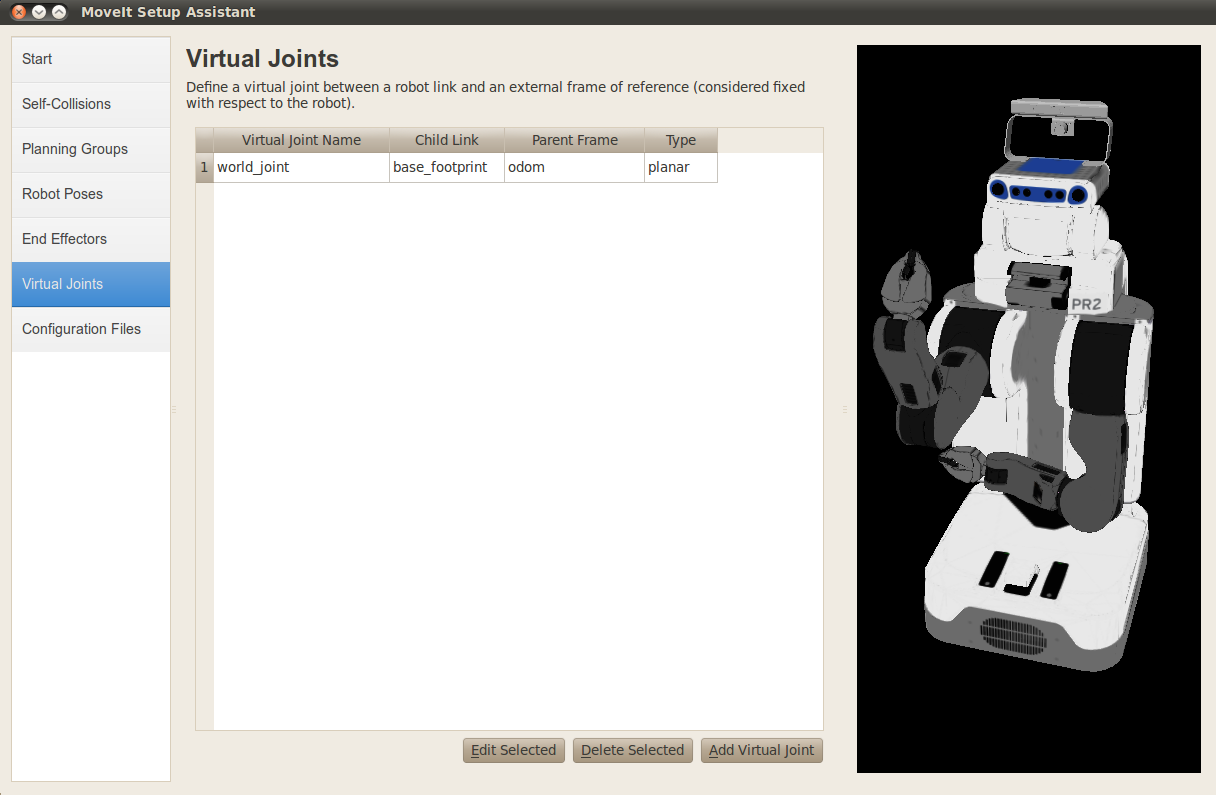 MoveIt Setup Assistant
Start
Self-Collisions
Planning Groups
Robot Poses
End Effectors
Virtual Joints
Configuration Files
Virtual Joints
Define a virtual joint between a robot link and an external frame of reference (considered fixed
with respect to the robot).
Virtual Joint Name Child Link Parent Frame Type
1 world_joint base_footprint odom planar
Edit Selected Delete Selected Add Virtual Joint
PR2